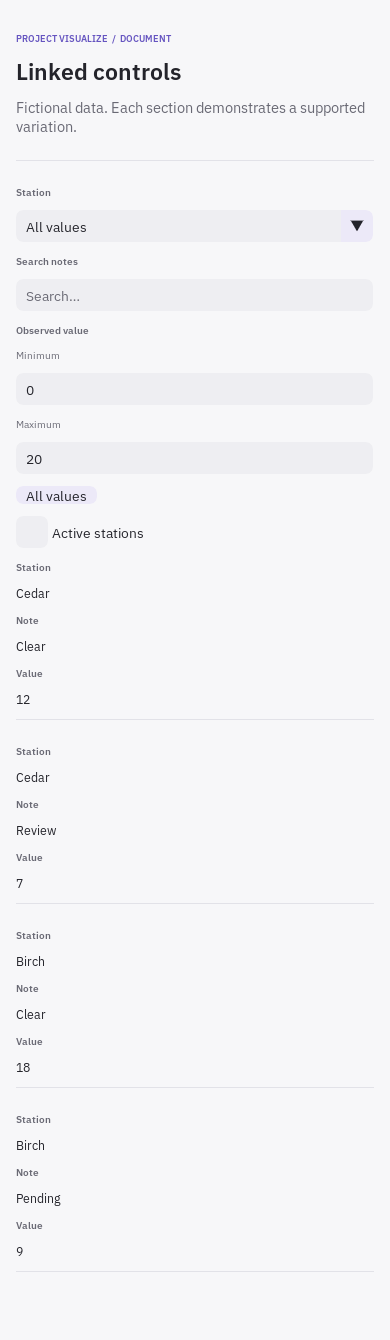 PROJECT VISUALIZE / DOCUMENT
Linked controls
Fictional data. Each section demonstrates a supported
variation.
Station
All values
Search notes
Search...
Observed value
Minimum
0
Maximum
20
All values
Active stations
Station
Cedar
Note
Clear
Value
12
Station
Cedar
Note
Review
Value
7
Station
Birch
Note
Clear
Value
18
Station
Birch
Note
Pending
Value
9